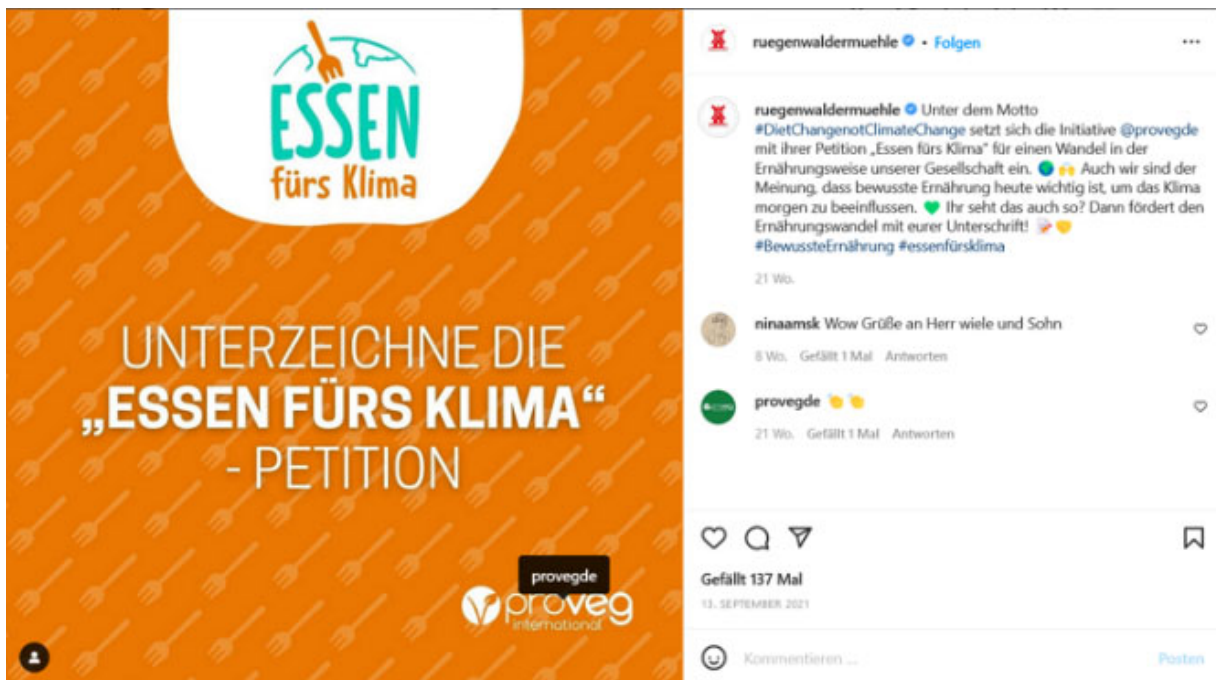 ESSEN
fürs Klima
UNTERZEICHNE DIE
„ESSEN FÜRS KLIMA“
- PETITION
provegde
proveg
international
ruegenwaldermuehle • Folgen
ruegenwaldermuehle Unter dem Motto
#DietChangenotClimateChange setzt sich die Initiative @provegde
mit ihrer Petition „Essen fürs Klima“ für einen Wandel in der
Ernährungsweise unserer Gesellschaft ein. 🌍 🙌 Auch wir sind der
Meinung, dass bewusste Ernährung heute wichtig ist, um das Klima
morgen zu beeinflussen. 💚 Ihr seht das auch so? Dann fördert den
Ernährungswandel mit eurer Unterschrift! 📝 🤝
#BewussteErnährung #essenfürsklima
21 Wo.
ninaamsk Wow Grüße an Herr wiele und Sohn
8 Wo. Gefällt 1 Mal Antworten
provegde 👏 👏
21 Wo. Gefällt 1 Mal Antworten
Gefällt 137 Mal
13. SEPTEMBER 2021
Kommentieren ...
Posten